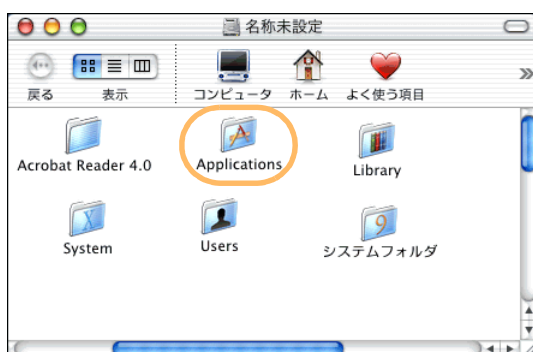 名称未設定
戻る 表示 コンピュータ ホーム よく使う項目
Acrobat Reader 4.0 Applications Library
System Users システムフォルダ